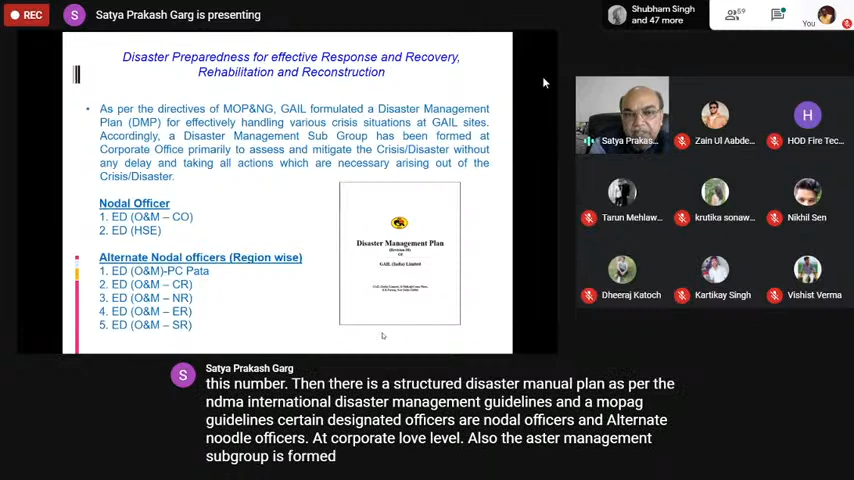 REC
S
Satya Prakash Garg is presenting
Shubham Singh
and 47 more
59
You
Disaster Preparedness for effective Response and Recovery,
Rehabilitation and Reconstruction
• As per the directives of MOP&NG, GAIL formulated a Disaster Management
Plan (DMP) for effectively handling various crisis situations at GAIL sites.
Accordingly, a Disaster Management Sub Group has been formed at
Corporate Office primarily to assess and mitigate the Crisis/Disaster without
any delay and taking all actions which are necessary arising out of the
Crisis/Disaster.
Nodal Officer
1. ED (O&M – CO)
2. ED (HSE)
Alternate Nodal officers (Region wise)
1. ED (O&M)-PC Pata
2. ED (O&M – CR)
3. ED (O&M – NR)
4. ED (O&M – ER)
5. ED (O&M – SR)
Disaster Management Plan
GAIL (India) Limited
Satya Prakas...
Zain Ul Aabde...
H
HOD Fire Tec...
Tarun Mehlaw...
krutika sonaw...
Nikhil Sen
Dheeraj Katoch
Kartikay Singh
Vishist Verma
S
Satya Prakash Garg
this number. Then there is a structured disaster manual plan as per the
ndma international disaster management guidelines and a mopag
guidelines certain designated officers are nodal officers and Alternate
noodle officers. At corporate love level. Also the aster management
subgroup is formed